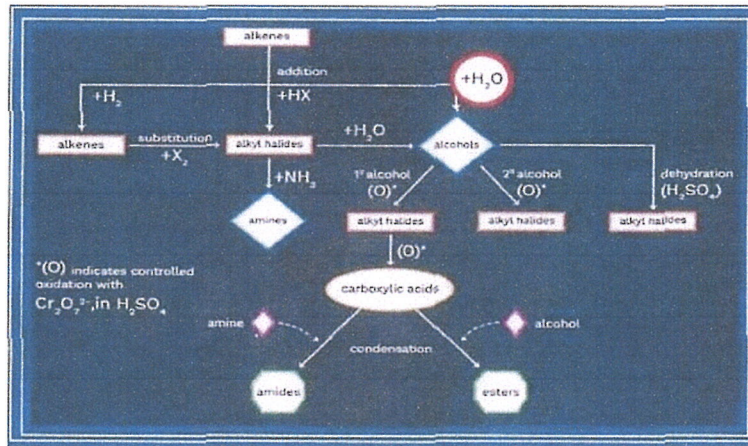 alkenes
addition
+H₂O
+H₂
+HX
alkenes
substitution
+X₂
alkyl halides
+H₂O
alcohols
+NH₃
1° alcohol
(O)*
2° alcohol
(O)*
dehydration
(H₂SO₄)
amines
alkyl halides
alkyl halides
alkyl halides
(O)*
*(O) indicates controlled
oxidation with
Cr₂O₇²⁻, in H₂SO₄
carboxylic acids
amine
alcohol
condensation
amides
esters